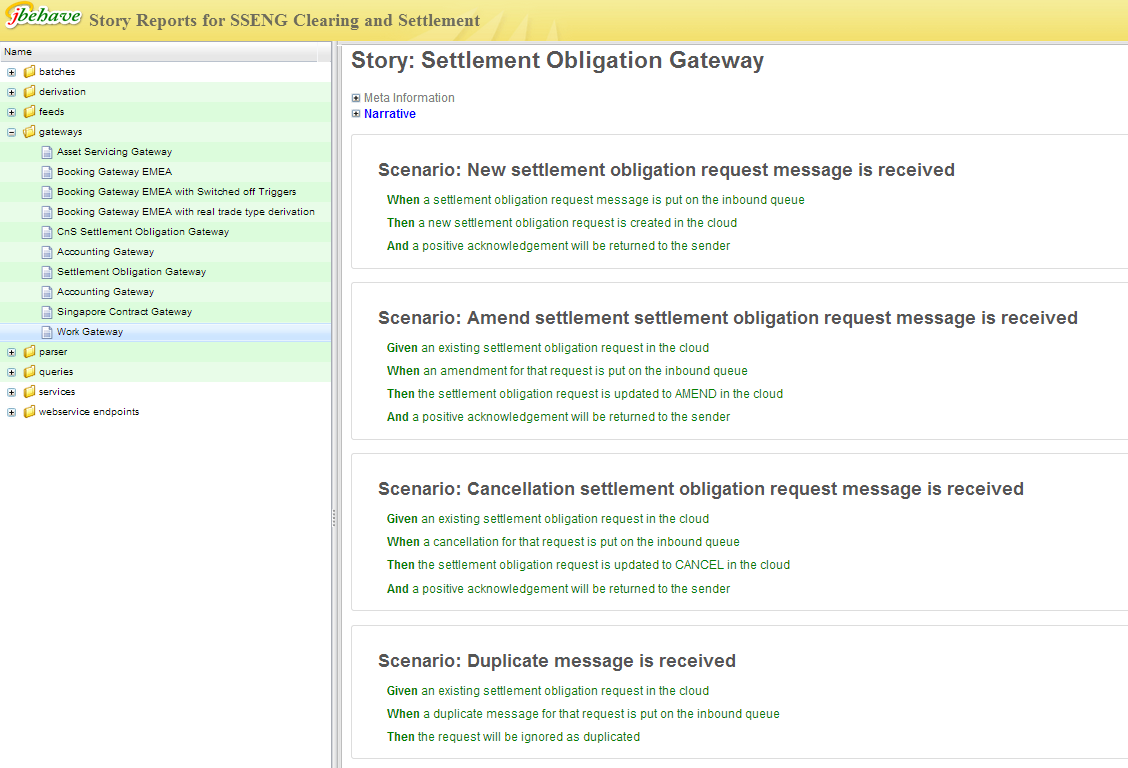 jbehave Story Reports for SSENG Clearing and Settlement
Name
batches
derivation
feeds
gateways
Asset Servicing Gateway
Booking Gateway EMEA
Booking Gateway EMEA with Switched off Triggers
Booking Gateway EMEA with real trade type derivation
CnS Settlement Obligation Gateway
Accounting Gateway
Settlement Obligation Gateway
Accounting Gateway
Singapore Contract Gateway
Work Gateway
parser
queries
services
webservice endpoints
Story: Settlement Obligation Gateway
Meta Information
Narrative
Scenario: New settlement obligation request message is received
When a settlement obligation request message is put on the inbound queue
Then a new settlement obligation request is created in the cloud
And a positive acknowledgement will be returned to the sender
Scenario: Amend settlement settlement obligation request message is received
Given an existing settlement obligation request in the cloud
When an amendment for that request is put on the inbound queue
Then the settlement obligation request is updated to AMEND in the cloud
And a positive acknowledgement will be returned to the sender
Scenario: Cancellation settlement obligation request message is received
Given an existing settlement obligation request in the cloud
When a cancellation for that request is put on the inbound queue
Then the settlement obligation request is updated to CANCEL in the cloud
And a positive acknowledgement will be returned to the sender
Scenario: Duplicate message is received
Given an existing settlement obligation request in the cloud
When a duplicate message for that request is put on the inbound queue
Then the request will be ignored as duplicated